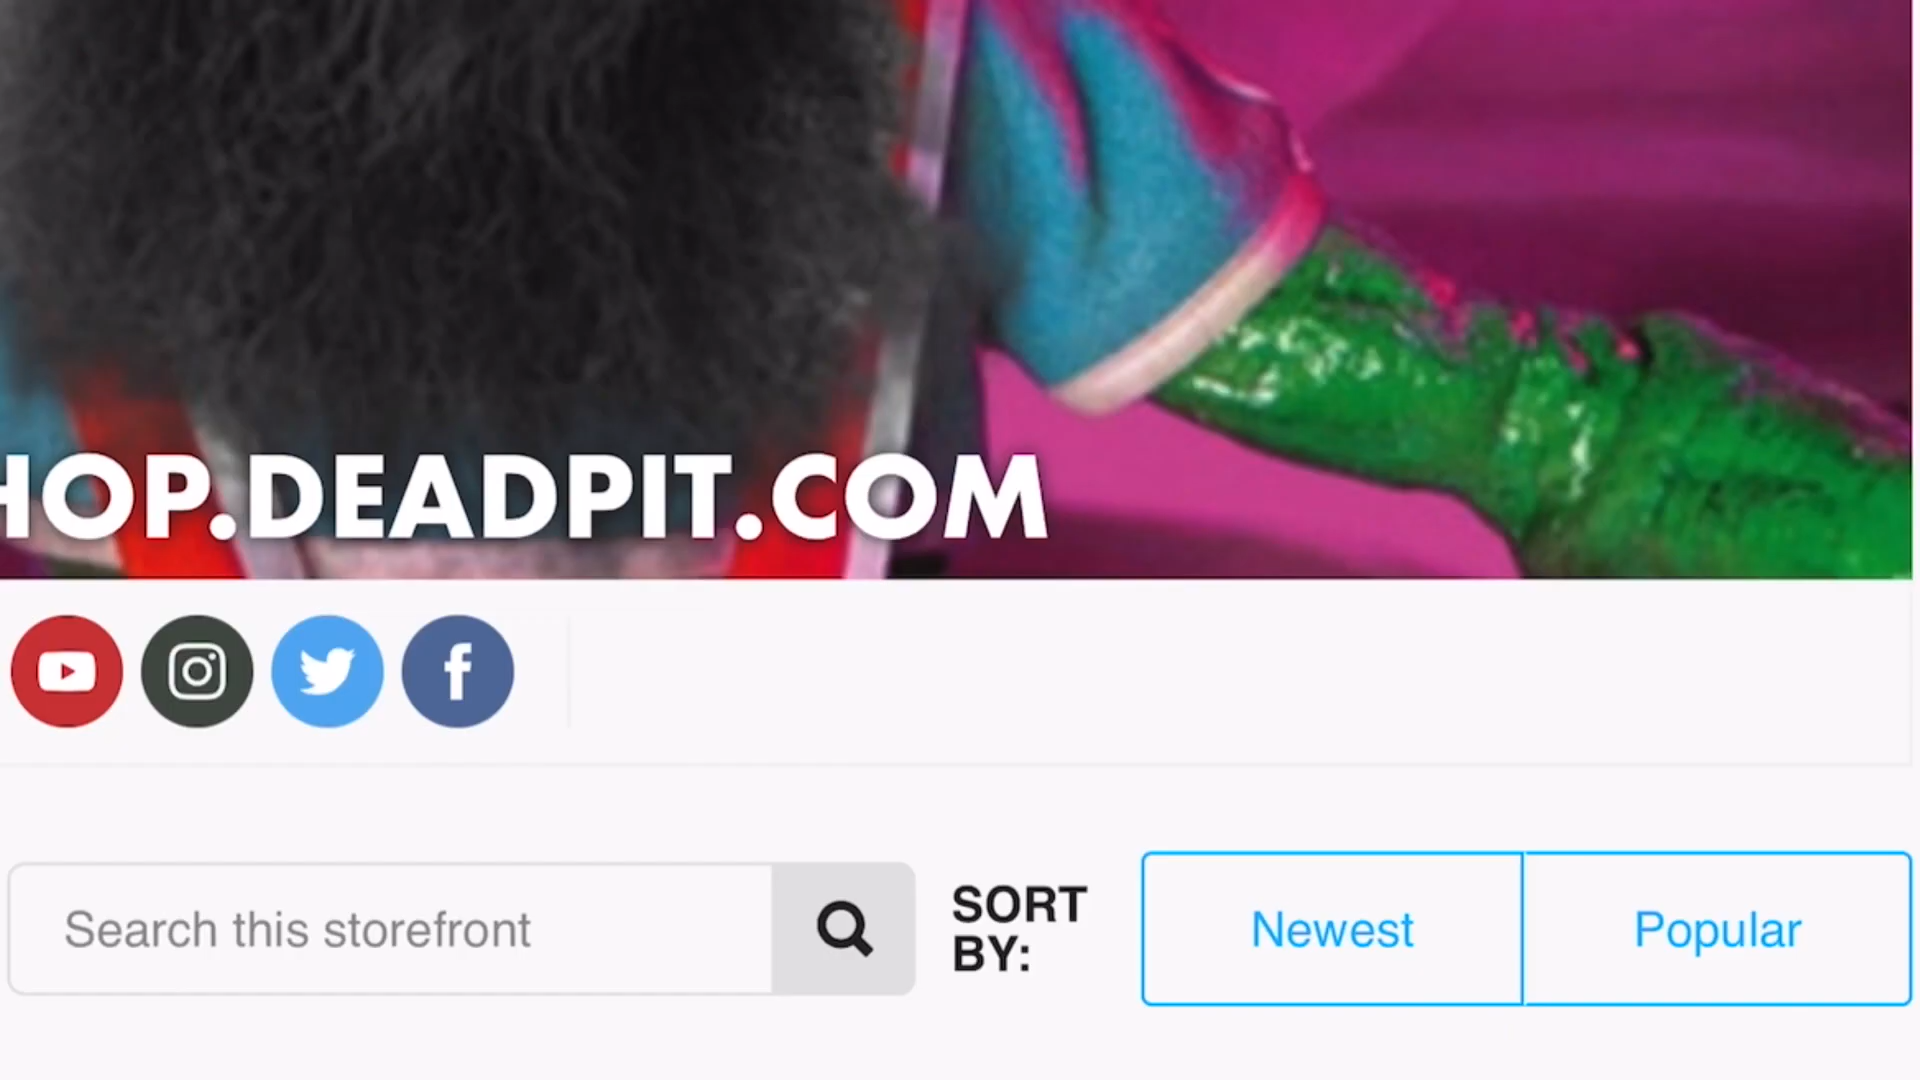 HOP.DEADPIT.COM
Search this storefront
SORT
BY:
Newest
Popular